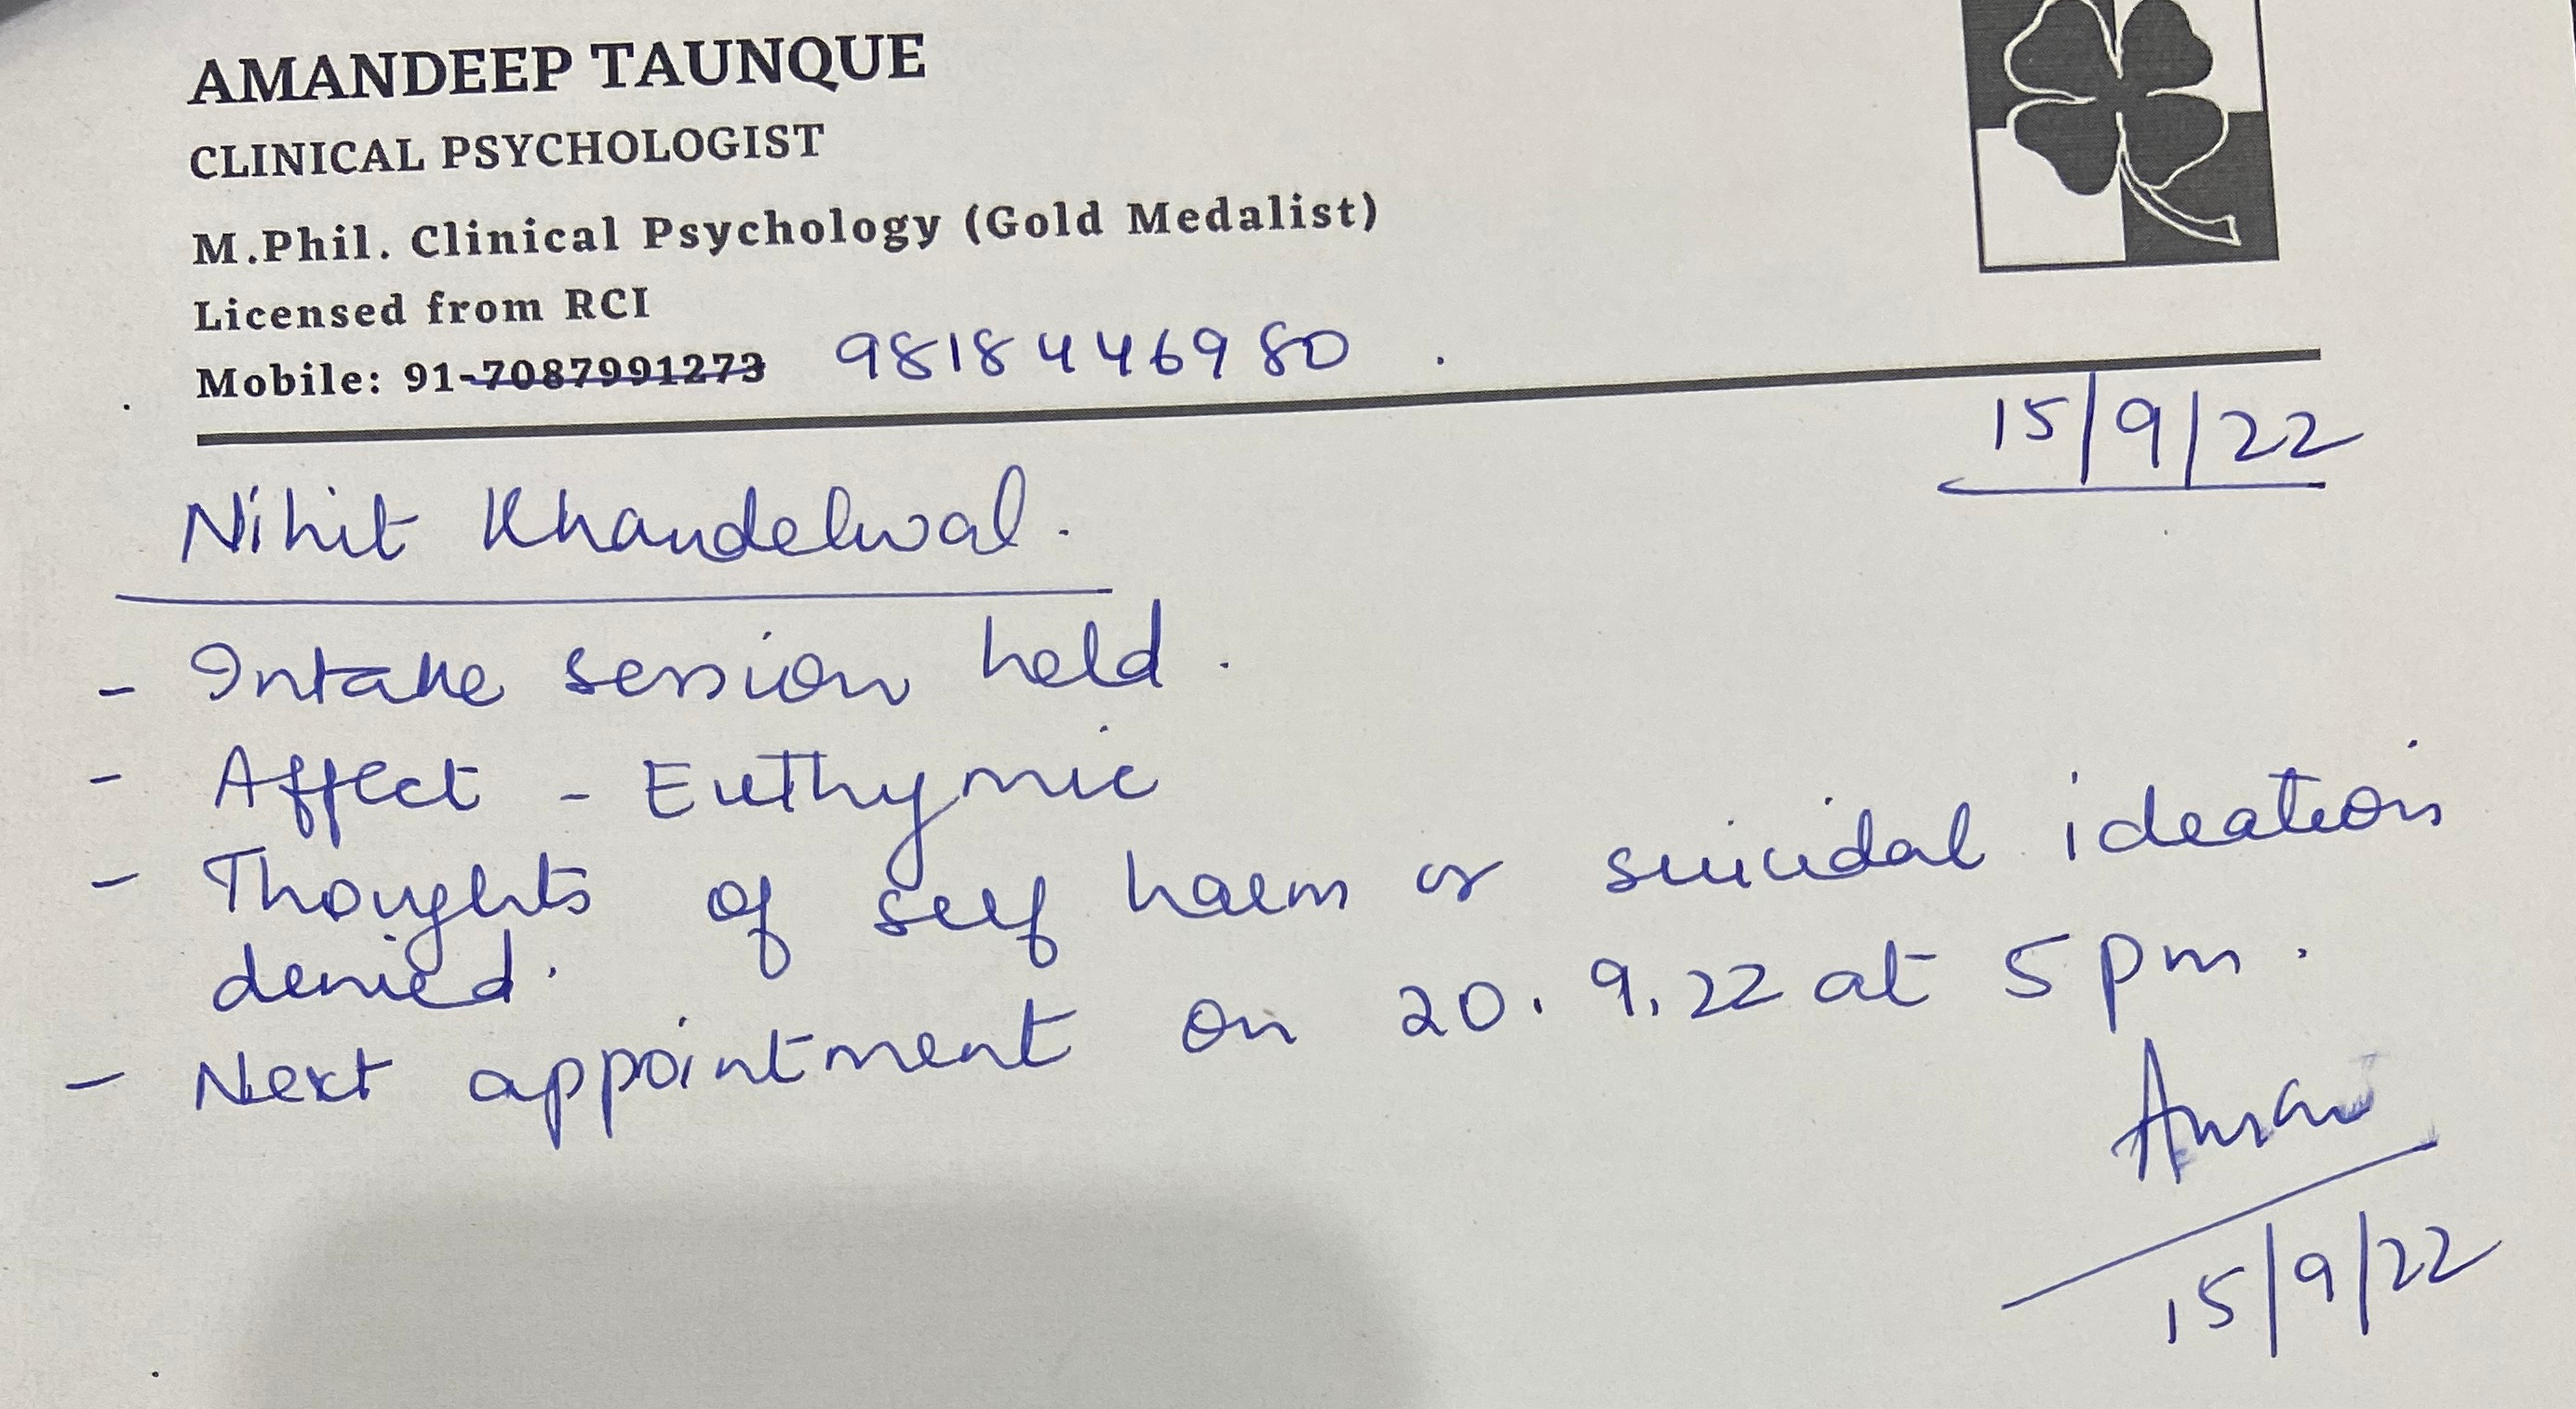 AMANDEEP TAUNQUE
CLINICAL PSYCHOLOGIST
M.Phil. Clinical Psychology (Gold Medalist)
Licensed from RCI
Mobile: 91-7087991273 9818446980.
15/9/22
Nihit Khandelwal.
- Intake session held.
- Affect - Euthymic
- Thoughts of self harm or suicidal ideation
denied.
- Next appointment on 20.9.22 at 5 pm.
Aman
15/9/22